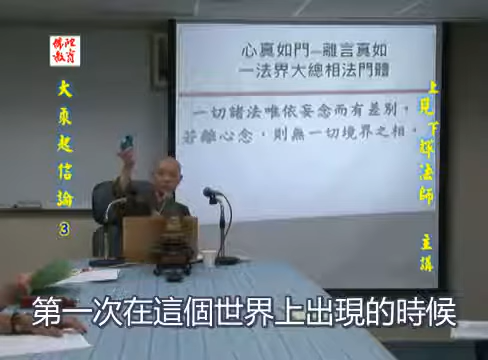 佛陀
教育
心真如門—離言真如
一法界大總相法門體
一切諸法唯依妄念而有差別，
若離心念，則無一切境界之相。
大乘起信論 3
上見下輝法師 主講
第一次在這個世界上出現的時候